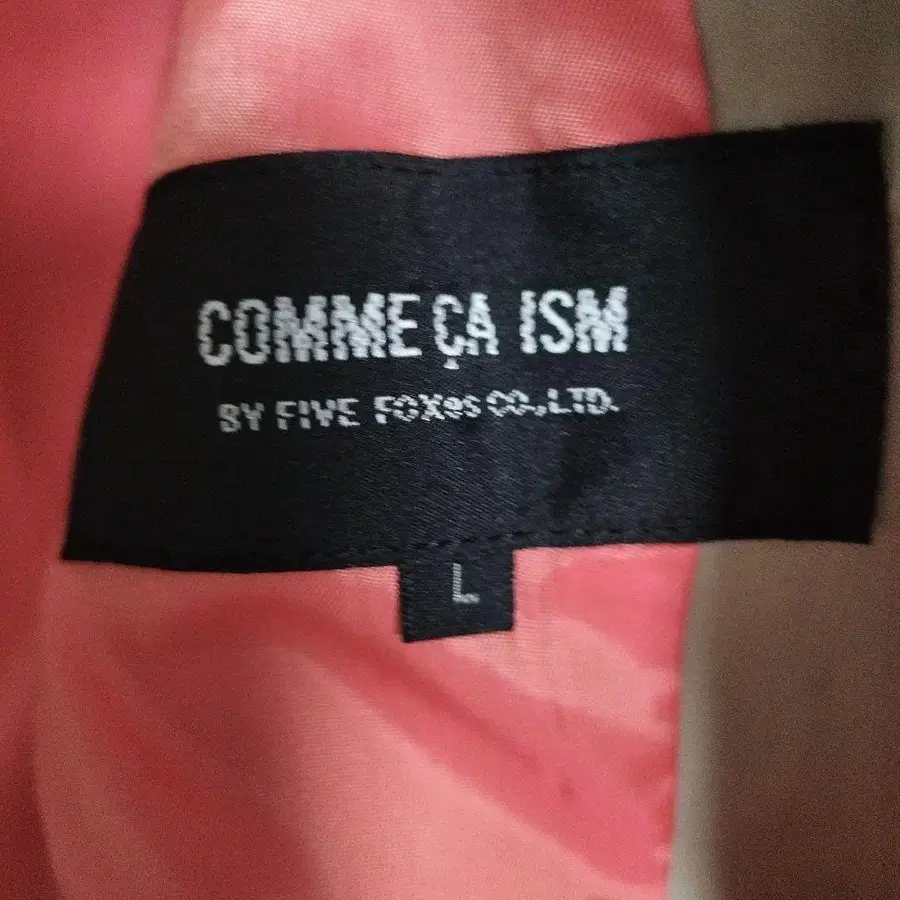 COMME ÇA ISM
BY FIVE FOXes CO.,LTD.
L